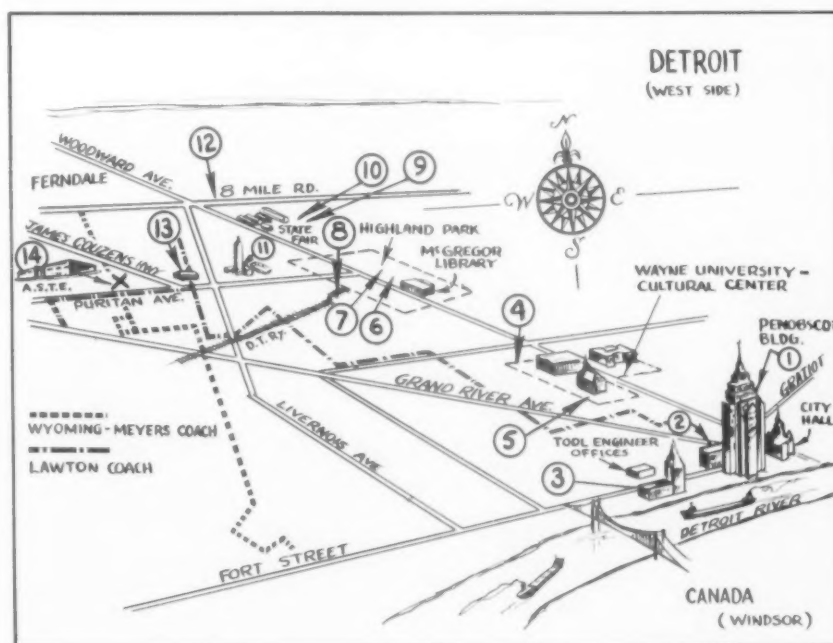 DETROIT
(WEST SIDE)
N
W
E
S
WOODWARD AVE.
FERNDALE
12
8 MILE RD.
10
9
STATE
FAIR
HIGHLAND PARK
McGREGOR
LIBRARY
JAMES COUZENS HWY
13
11
8
14
A.S.T.E.
PURITAN AVE.
7
6
WAYNE UNIVERSITY -
CULTURAL CENTER
D.T. RY.
4
PENOBSCO
BLDG.
1
GRATIOT
GRAND RIVER AVE.
CITY
HALL
2
5
TOOL ENGINEER
OFFICES
3
WYOMING-MEYERS COACH
LAWTON COACH
LIVERNOIS AVE
DETROIT RIVER
FORT STREET
CANADA
(WINDSOR)